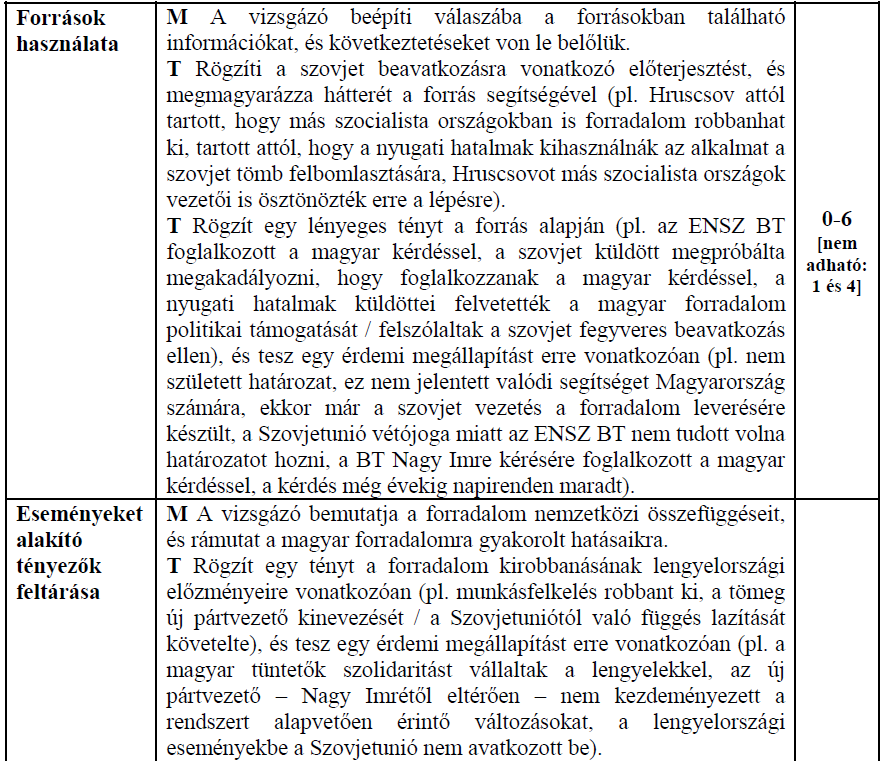 Források
használata
M A vizsgázó beépíti válaszába a forrásokban található
információkat, és következtetéseket von le belőlük.
T Rögzíti a szovjet beavatkozásra vonatkozó előterjesztést, és
megmagyarázza hátterét a forrás segítségével (pl. Hruscsov attól
tartott, hogy más szocialista országokban is forradalom robbanhat
ki, tartott attól, hogy a nyugati hatalmak kihasználnák az alkalmat a
szovjet tömb felbomlasztására, Hruscsovot más szocialista országok
vezetői is ösztönözték erre a lépésre).
T Rögzít egy lényeges tényt a forrás alapján (pl. az ENSZ BT
foglalkozott a magyar kérdéssel, a szovjet küldött megpróbálta
megakadályozni, hogy foglalkozzanak a magyar kérdéssel, a
nyugati hatalmak küldöttei felvetették a magyar forradalom
politikai támogatását / felszólaltak a szovjet fegyveres beavatkozás
ellen), és tesz egy érdemi megállapítást erre vonatkozóan (pl. nem
született határozat, ez nem jelentett valódi segítséget Magyarország
számára, ekkor már a szovjet vezetés a forradalom leverésére
készült, a Szovjetunió vétójoga miatt az ENSZ BT nem tudott volna
határozatot hozni, a BT Nagy Imre kérésére foglalkozott a magyar
kérdéssel, a kérdés még évekig napirenden maradt).
0-6
[nem
adható:
1 és 4]
Eseményeket
alakító
tényezők
feltárása
M A vizsgázó bemutatja a forradalom nemzetközi összefüggéseit,
és rámutat a magyar forradalomra gyakorolt hatásaikra.
T Rögzít egy tényt a forradalom kirobbanásának lengyelországi
előzményeire vonatkozóan (pl. munkásfelkelés robbant ki, a tömeg
új pártvezető kinevezését / a Szovjetuniótól való függés lazítását
követelte), és tesz egy érdemi megállapítást erre vonatkozóan (pl. a
magyar tüntetők szolidaritást vállaltak a lengyelekkel, az új
pártvezető – Nagy Imrétől eltérően – nem kezdeményezett a
rendszert alapvetően érintő változásokat, a lengyelországi
eseményekbe a Szovjetunió nem avatkozott be).